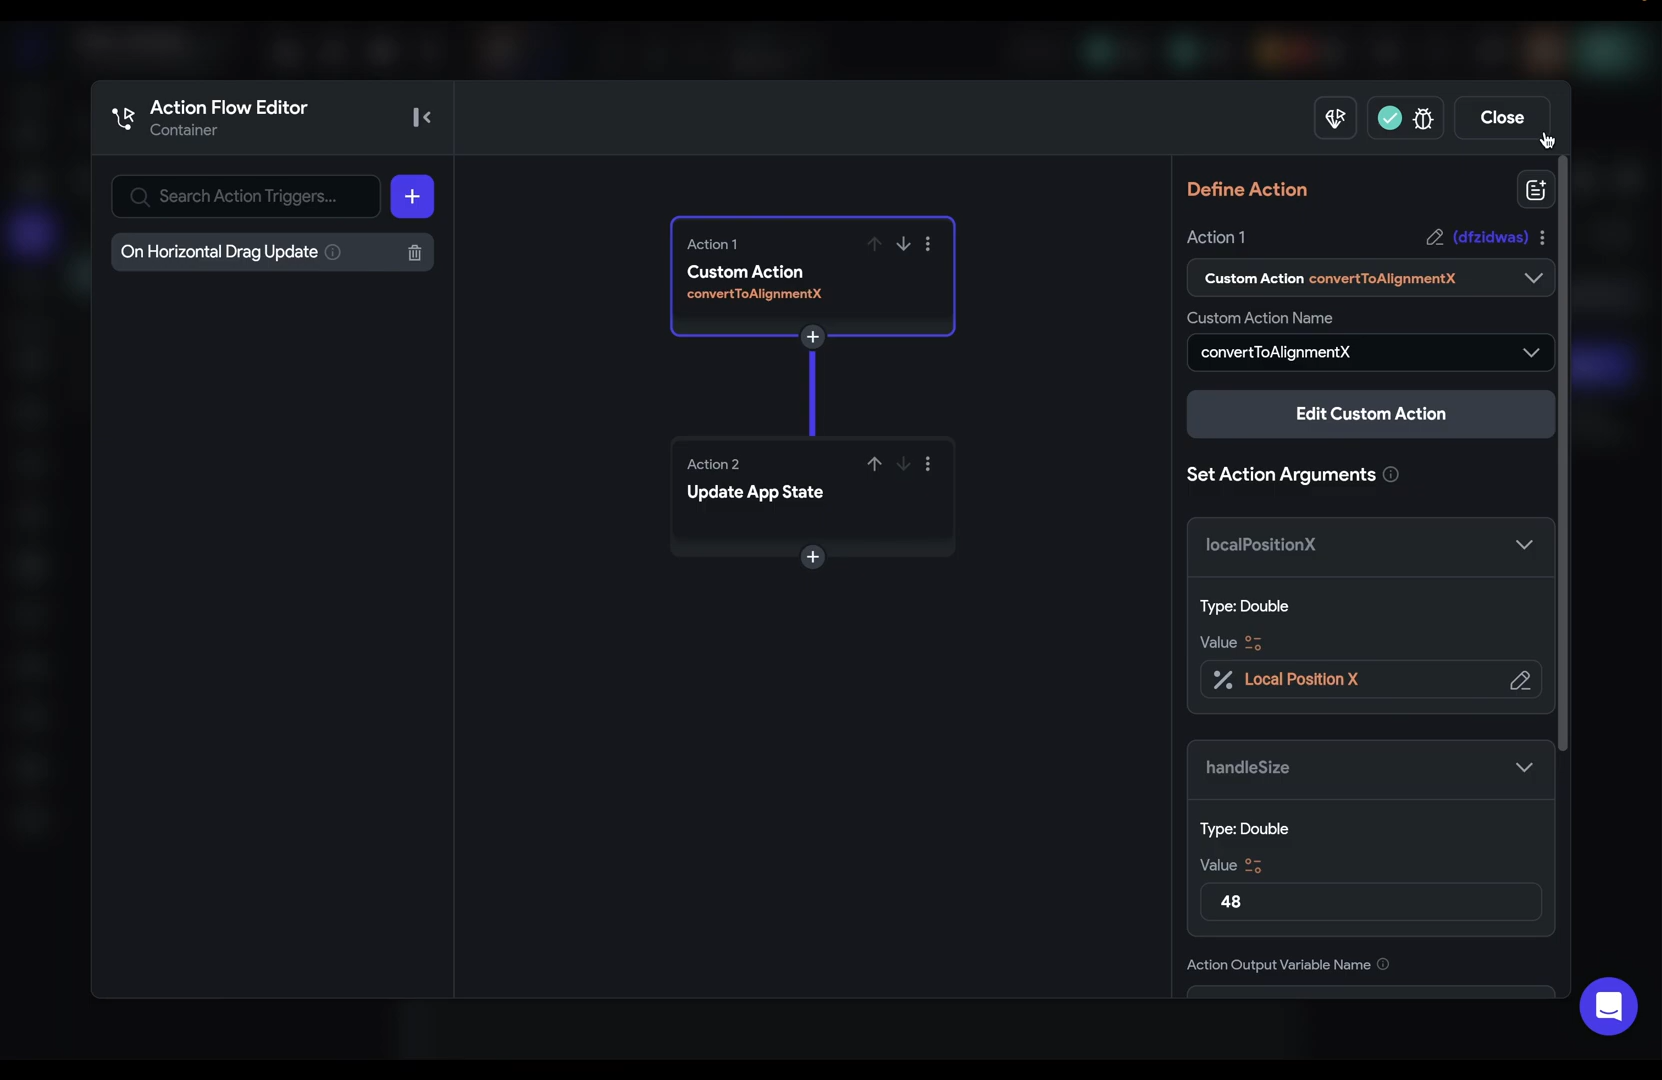 Action Flow Editor
Container
Close
Search Action Triggers...
On Horizontal Drag Update
Action 1
Custom Action
convertToAlignmentX
Action 2
Update App State
Define Action
Action 1 (dfzidwas)
Custom Action convertToAlignmentX
Custom Action Name
convertToAlignmentX
Edit Custom Action
Set Action Arguments
localPositionX
Type: Double
Value
Local Position X
handleSize
Type: Double
Value
48
Action Output Variable Name